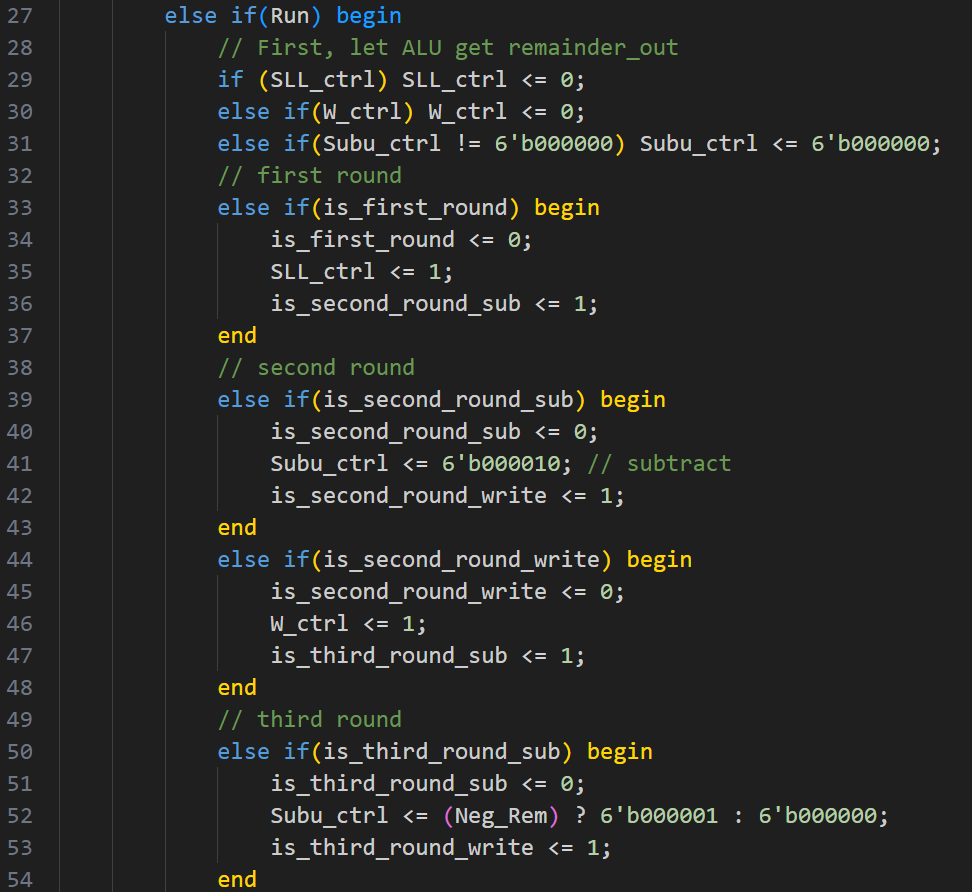 27 else if(Run) begin
28 // First, let ALU get remainder_out
29 if (SLL_ctrl) SLL_ctrl <= 0;
30 else if(W_ctrl) W_ctrl <= 0;
31 else if(Subu_ctrl != 6'b000000) Subu_ctrl <= 6'b000000;
32 // first round
33 else if(is_first_round) begin
34 is_first_round <= 0;
35 SLL_ctrl <= 1;
36 is_second_round_sub <= 1;
37 end
38 // second round
39 else if(is_second_round_sub) begin
40 is_second_round_sub <= 0;
41 Subu_ctrl <= 6'b000010; // subtract
42 is_second_round_write <= 1;
43 end
44 else if(is_second_round_write) begin
45 is_second_round_write <= 0;
46 W_ctrl <= 1;
47 is_third_round_sub <= 1;
48 end
49 // third round
50 else if(is_third_round_sub) begin
51 is_third_round_sub <= 0;
52 Subu_ctrl <= (Neg_Rem) ? 6'b000001 : 6'b000000;
53 is_third_round_write <= 1;
54 end